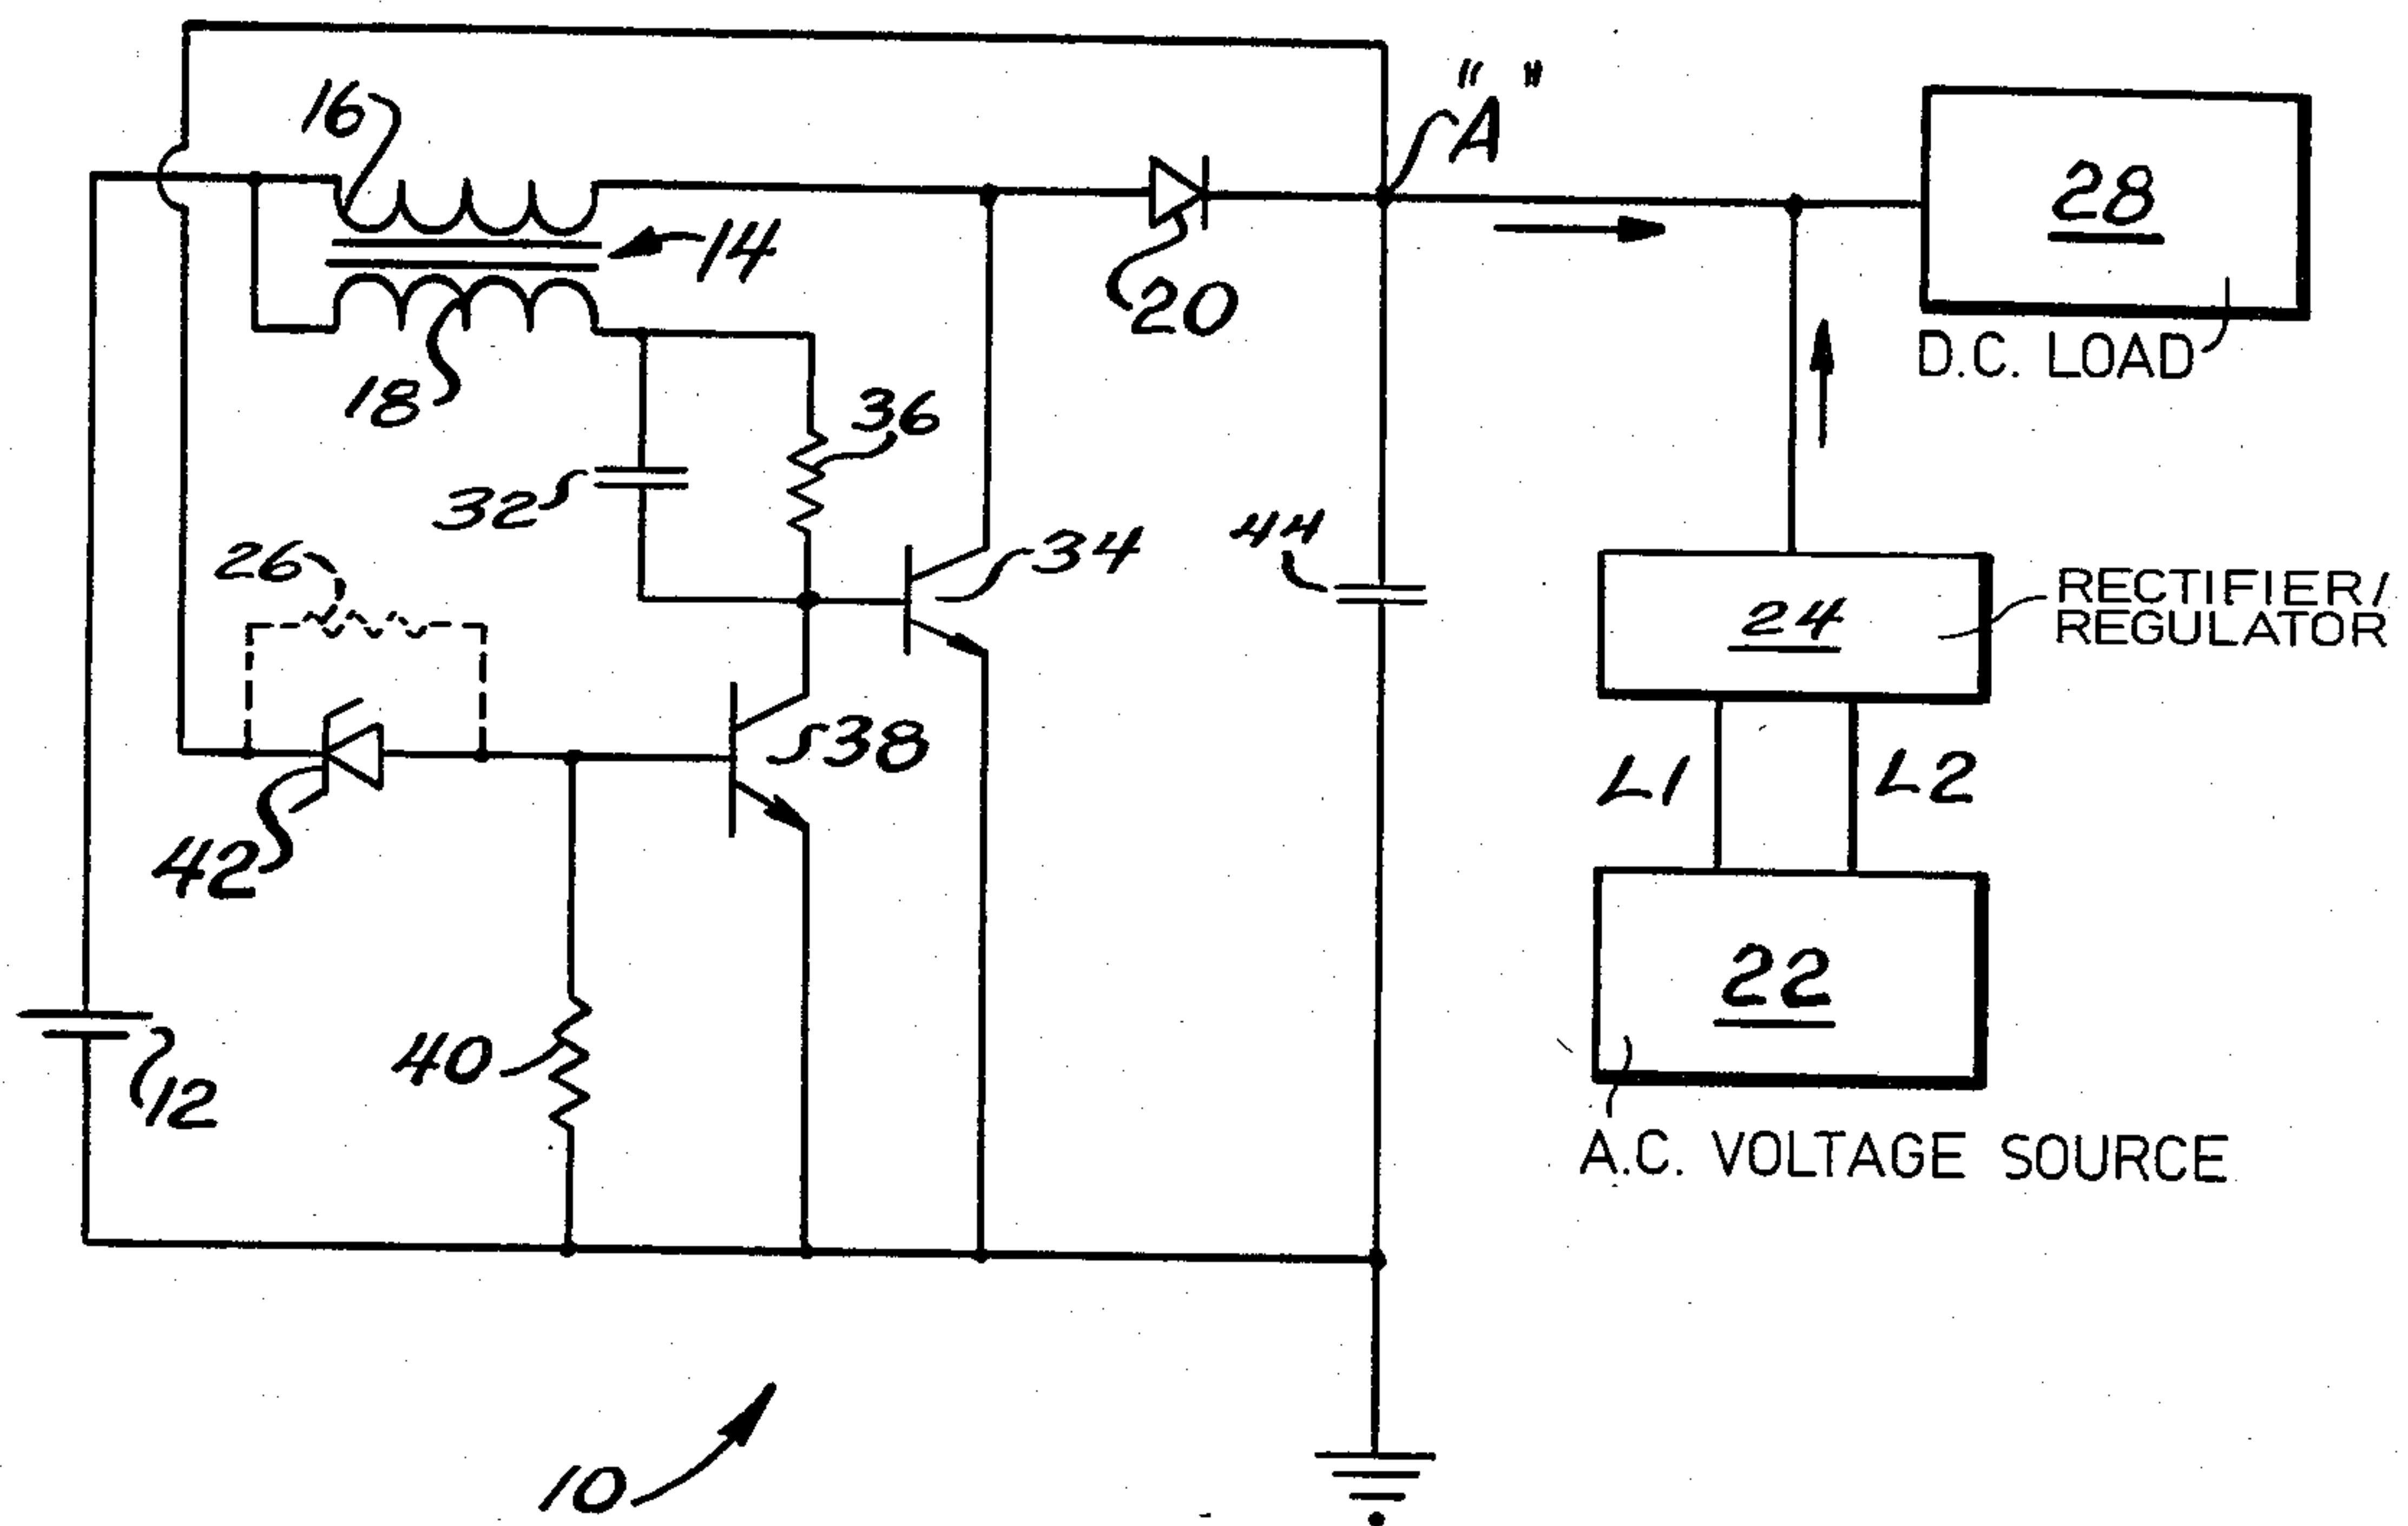 16
"A"
14
28
20
D.C. LOAD
18
36
32
34
44
26
24
RECTIFIER/
REGULATOR
38
L1
L2
42
22
40
12
A.C. VOLTAGE SOURCE
10